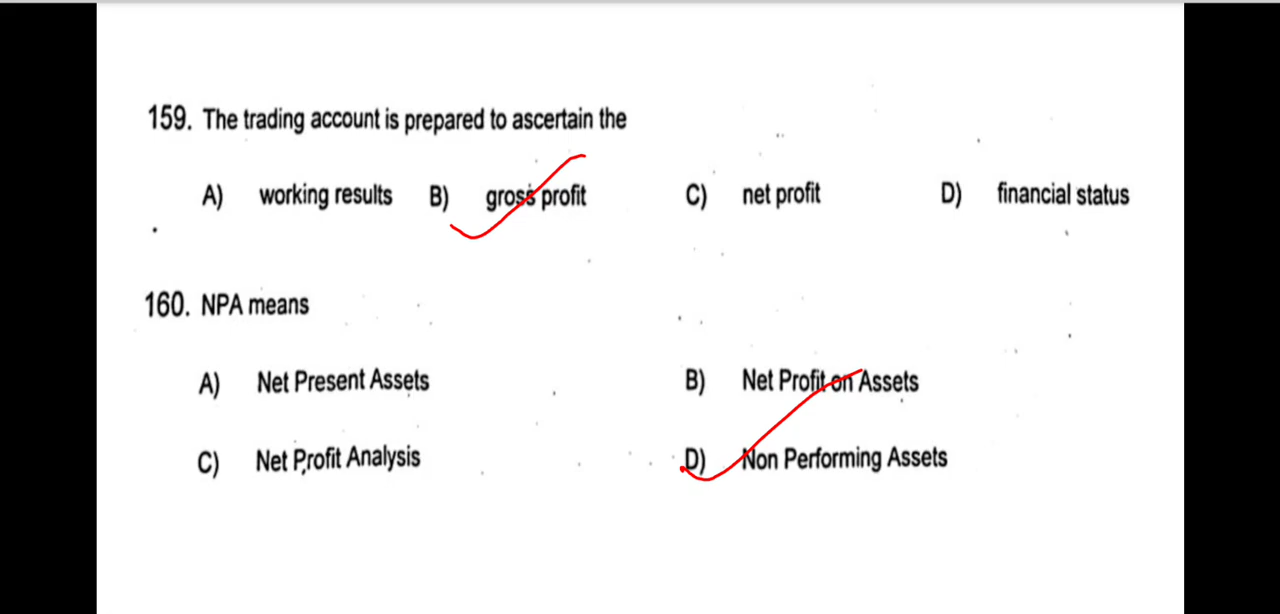 159. The trading account is prepared to ascertain the
A) working results B) gross profit C) net profit D) financial status
160. NPA means
A) Net Present Assets B) Net Profit on Assets
C) Net Profit Analysis D) Non Performing Assets